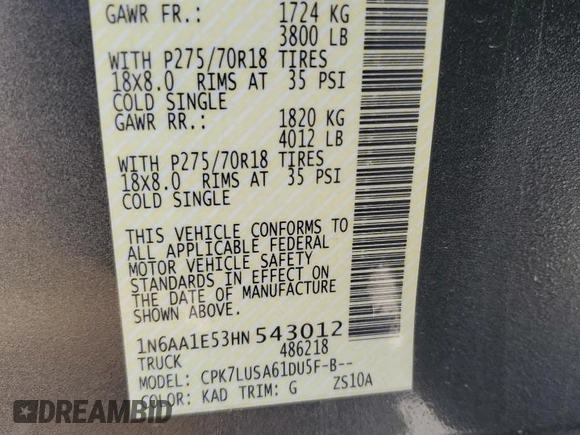 GAWR FR.: 1724 KG
3800 LB
WITH P275/70R18 TIRES
18X8.0 RIMS AT 35 PSI
COLD SINGLE
GAWR RR.: 1820 KG
4012 LB
WITH P275/70R18 TIRES
18X8.0 RIMS AT 35 PSI
COLD SINGLE
THIS VEHICLE CONFORMS TO
ALL APPLICABLE FEDERAL
MOTOR VEHICLE SAFETY
STANDARDS IN EFFECT ON
THE DATE OF MANUFACTURE
SHOWN ABOVE.
1N6AA1E53HN543012
TRUCK 486218
MODEL: CPK7LUSA61DU5F-B--
COLOR: KAD TRIM: G ZS10A
DREAMBID